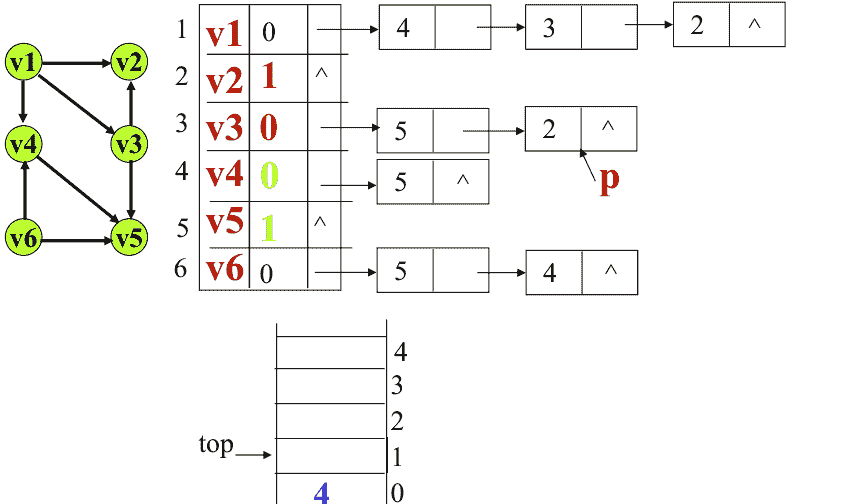 v1 v2
v4 v3
v6 v5
1 v1 0 4 3 2 ^
2 v2 1 ^
3 v3 0 5 2 ^
4 v4 0 5 ^
p
5 v5 1 ^
6 v6 0 5 4 ^
4
3
2
top 1
4 0